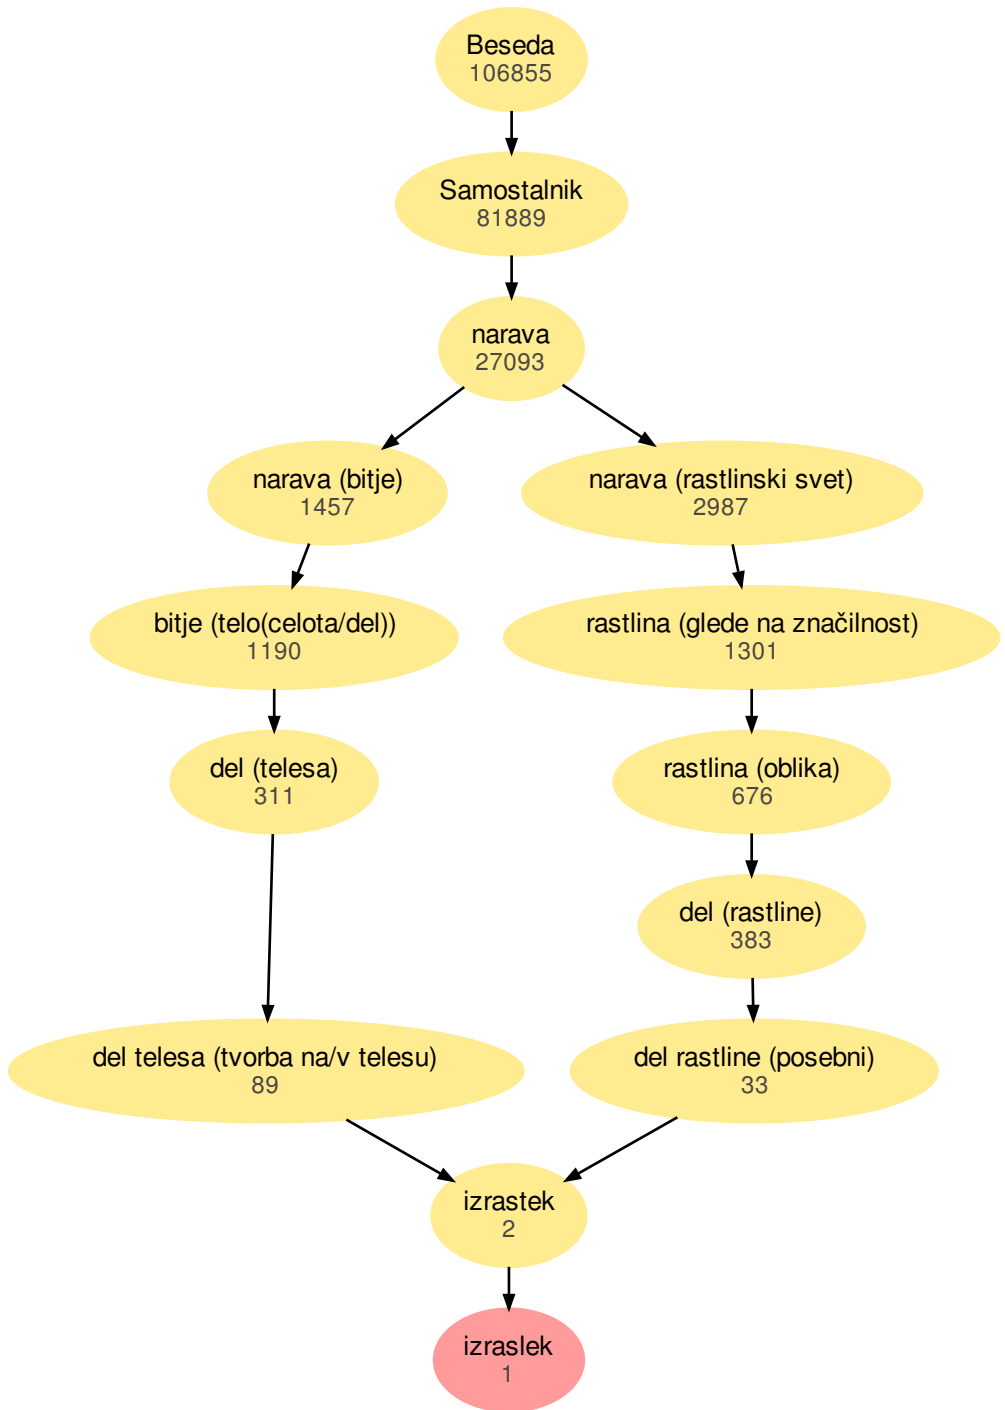 Beseda
106855
Samostalnik
81889
narava
27093
narava (bitje)
1457
narava (rastlinski svet)
2987
bitje (telo(celota/del))
1190
rastlina (glede na značilnost)
1301
del (telesa)
311
rastlina (oblika)
676
del (rastline)
383
del telesa (tvorba na/v telesu)
89
del rastline (posebni)
33
izrastek
2
izraslek
1